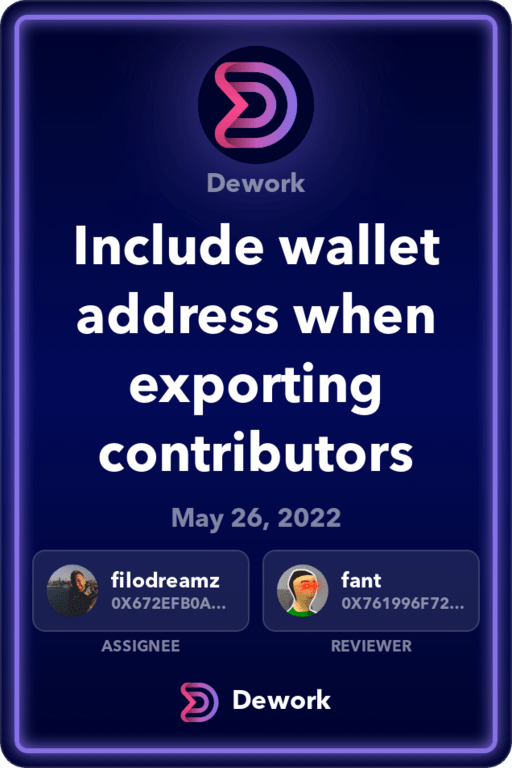 Dework
Include wallet
address when
exporting
contributors
May 26, 2022
filodreamz
0X672EFB0A...
ASSIGNEE
fant
0X761996F72...
REVIEWER
Dework